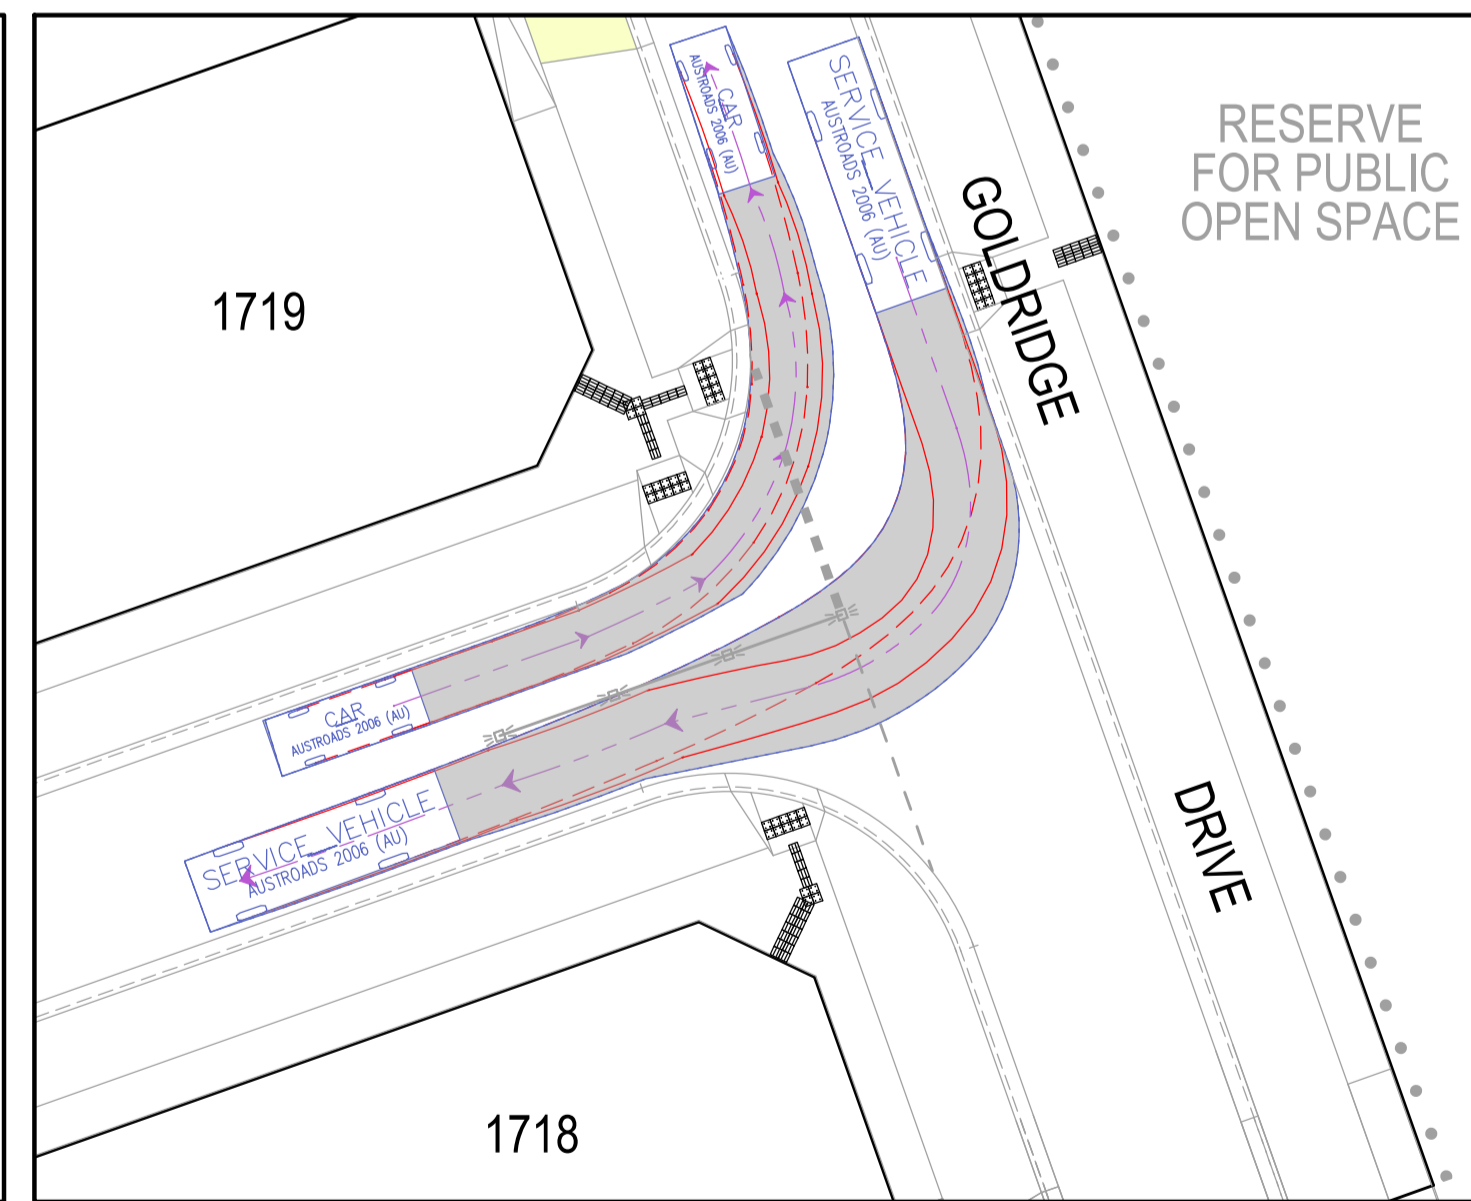 CAR
AUSTROADS 2006 (AU)
SERVICE VEHICLE
AUSTROADS 2006 (AU)
RESERVE
FOR PUBLIC
OPEN SPACE
GOLDRIDGE
DRIVE
1719
CAR
AUSTROADS 2006 (AU)
SERVICE VEHICLE
AUSTROADS 2006 (AU)
1718